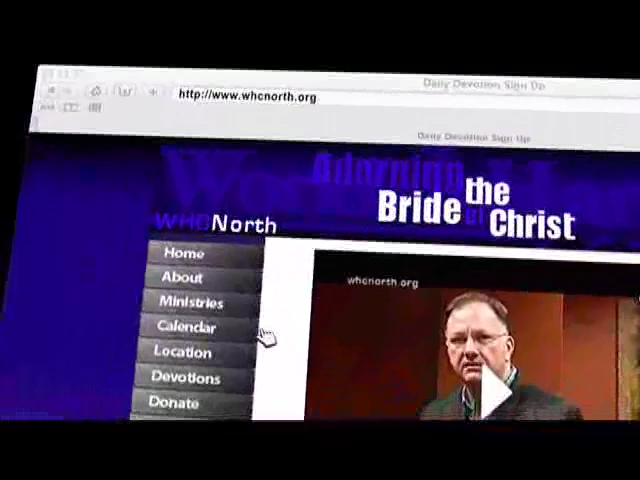 Daily Devotion Sign Up
http://www.whcnorth.org
Daily Devotion Sign Up
Adorning
the
Bride of Christ
WHCNorth
Home
About
whcnorth.org
Ministries
Calendar
Location
Devotions
Donate